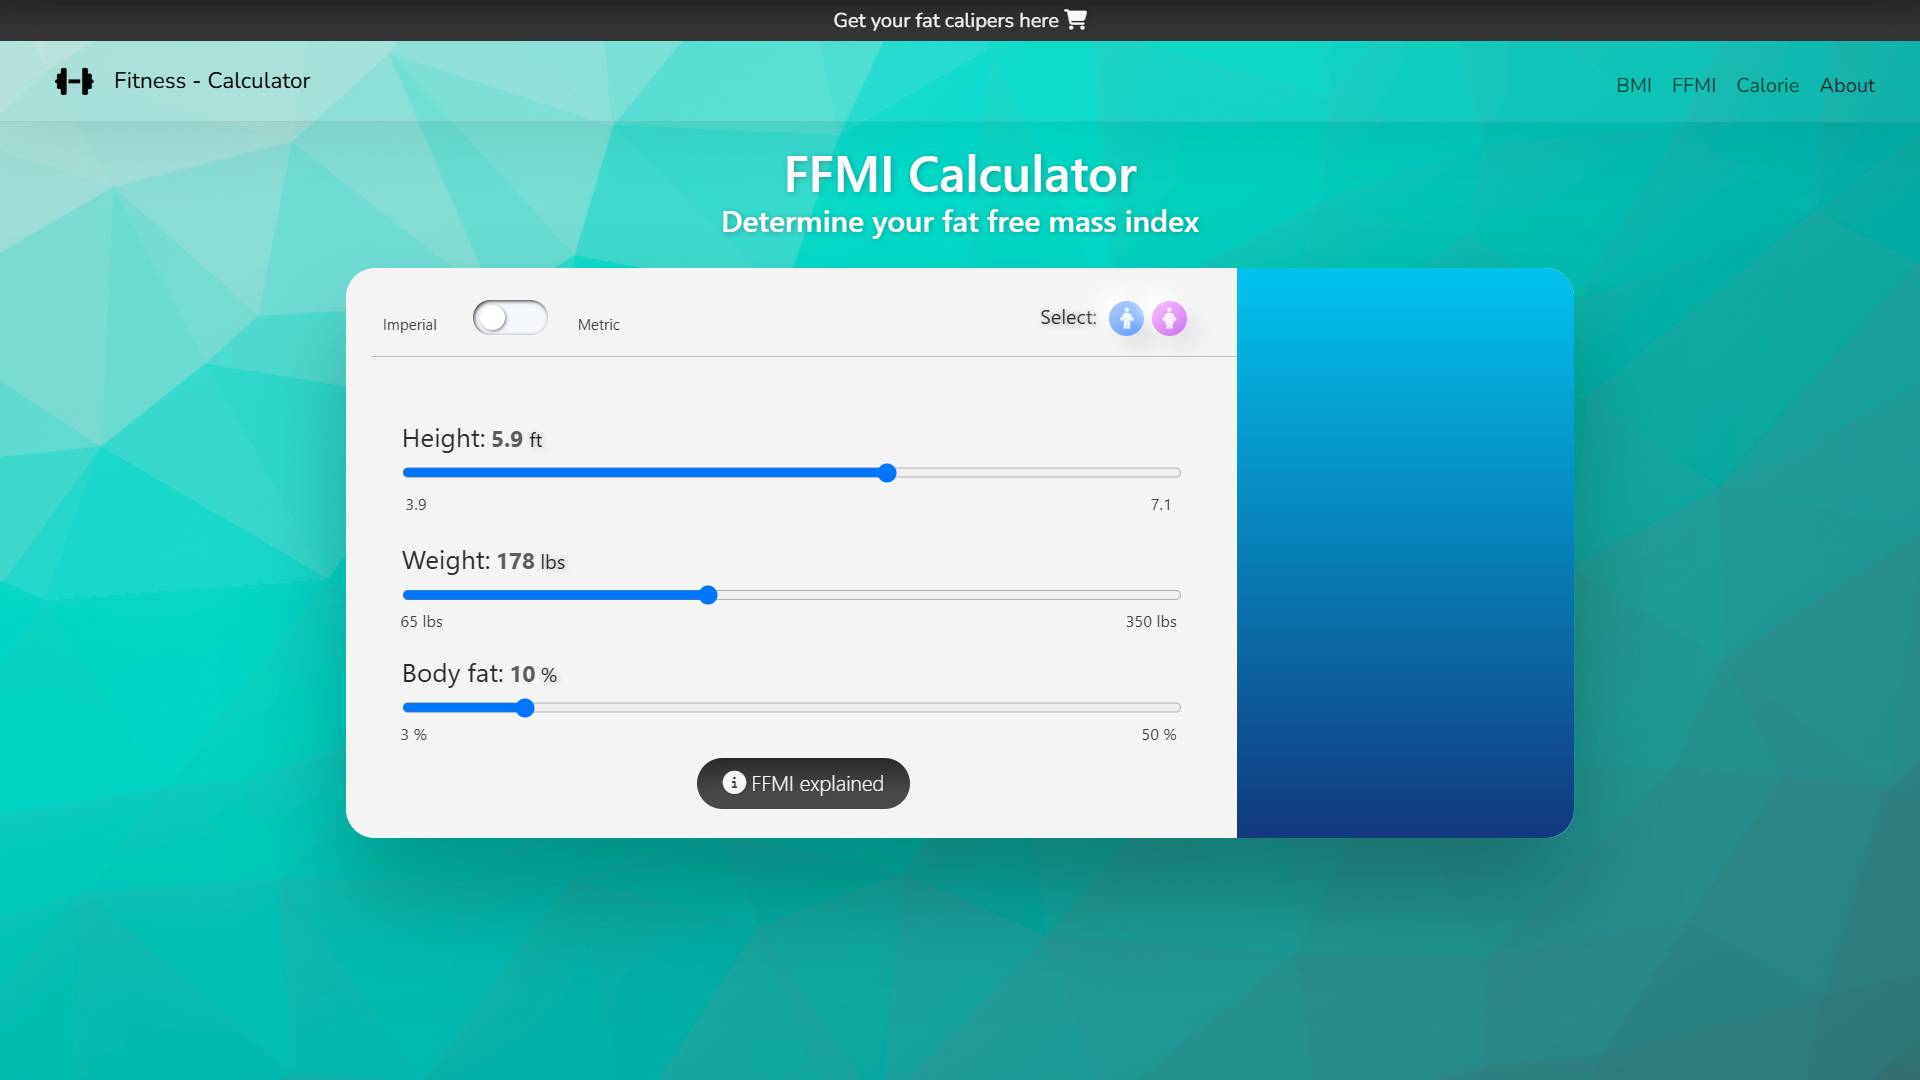 Get your fat calipers here
Fitness - Calculator
BMI FFMI Calorie About
FFMI Calculator
Determine your fat free mass index
Imperial Metric Select:
Height: 5.9 ft
3.9 7.1
Weight: 178 lbs
65 lbs 350 lbs
Body fat: 10 %
3 % 50 %
FFMI explained